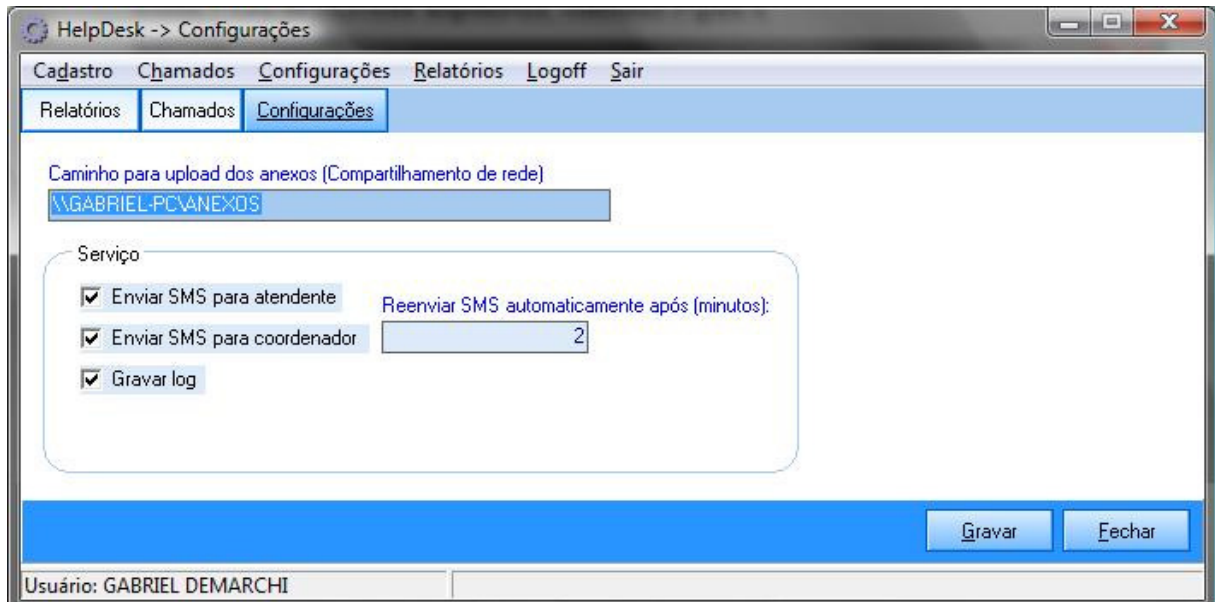 HelpDesk -> Configurações
Cadastro Chamados Configurações Relatórios Logoff Sair
Relatórios Chamados Configurações
Caminho para upload dos anexos (Compartilhamento de rede)
\\GABRIEL-PC\ANEXOS
Serviço
Enviar SMS para atendente
Reenviar SMS automaticamente após (minutos):
Enviar SMS para coordenador
2
Gravar log
Gravar Fechar
Usuário: GABRIEL DEMARCHI